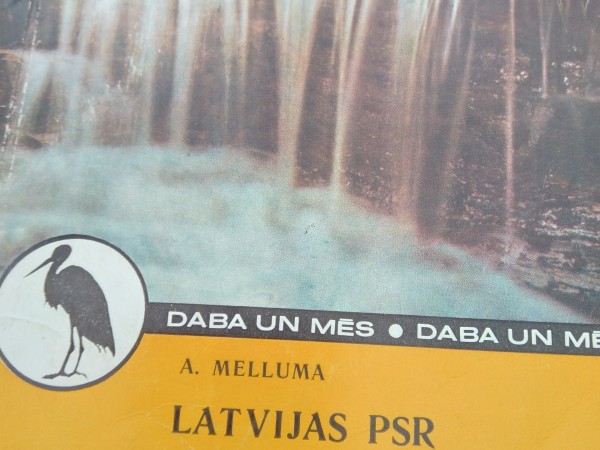 DABA UN MĒS ● DABA UN MĒ
A. MELLUMA
LATVIJAS PSR